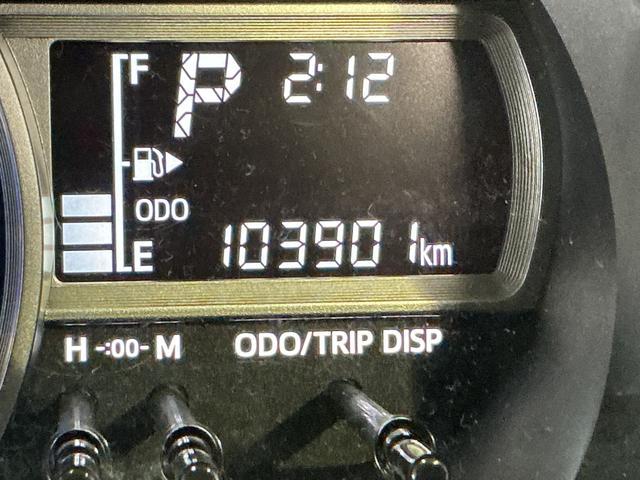 F P 2:12
ODO
E 103901km
H -:00- M ODO/TRIP DISP